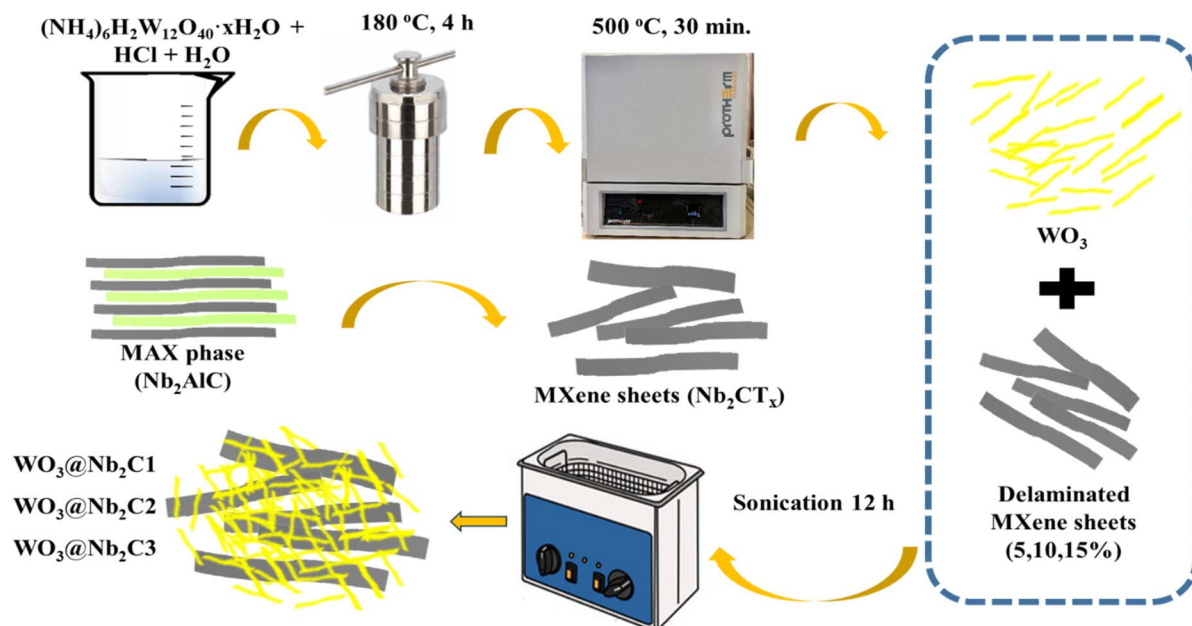 (NH₄)₆H₂W₁₂O₄₀·xH₂O +
HCl + H₂O
180 °C, 4 h
500 °C, 30 min.
protherm
WO₃
MAX phase
(Nb₂AlC)
MXene sheets (Nb₂CTₓ)
Delaminated
MXene sheets
(5,10,15%)
Sonication 12 h
WO₃@Nb₂C1
WO₃@Nb₂C2
WO₃@Nb₂C3